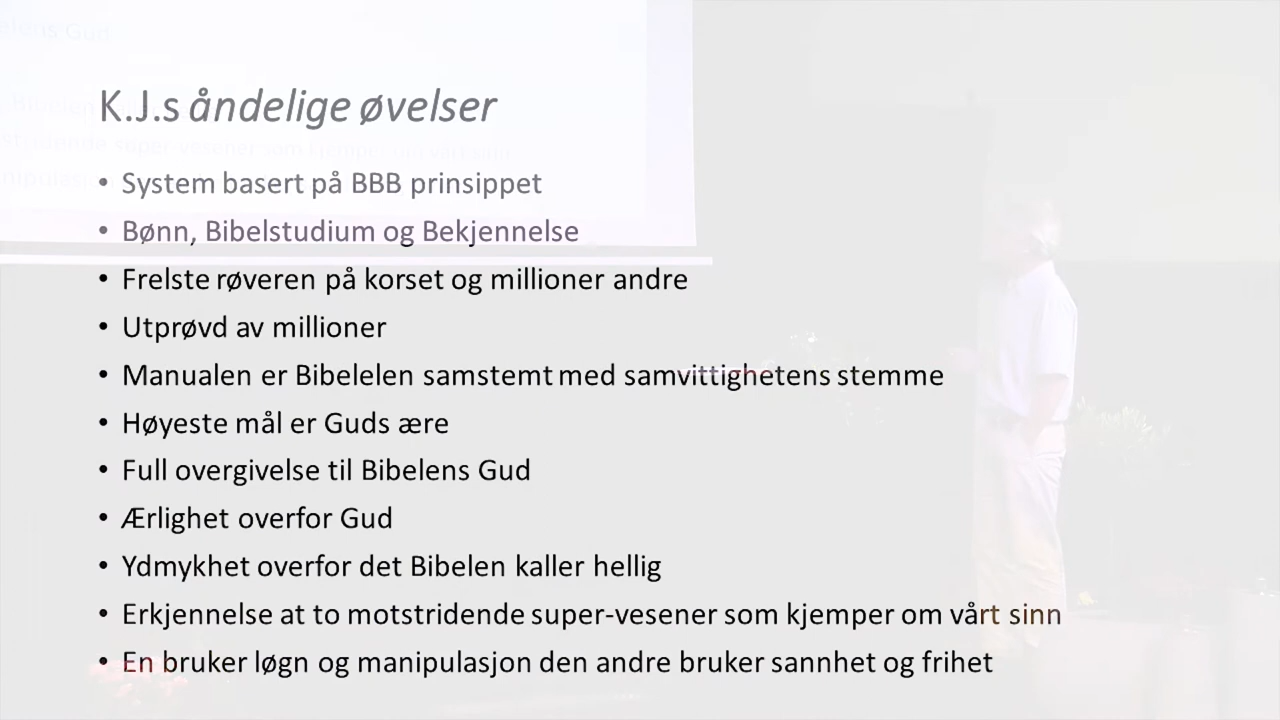 K.J.s åndelige øvelser
• System basert på BBB prinsippet
• Bønn, Bibelstudium og Bekjennelse
• Frelste røveren på korset og millioner andre
• Utprøvd av millioner
• Manualen er Bibelelen samstemt med samvittighetens stemme
• Høyeste mål er Guds ære
• Full overgivelse til Bibelens Gud
• Ærlighet overfor Gud
• Ydmykhet overfor det Bibelen kaller hellig
• Erkjennelse at to motstridende super-vesener som kjemper om vårt sinn
• En bruker løgn og manipulasjon den andre bruker sannhet og frihet